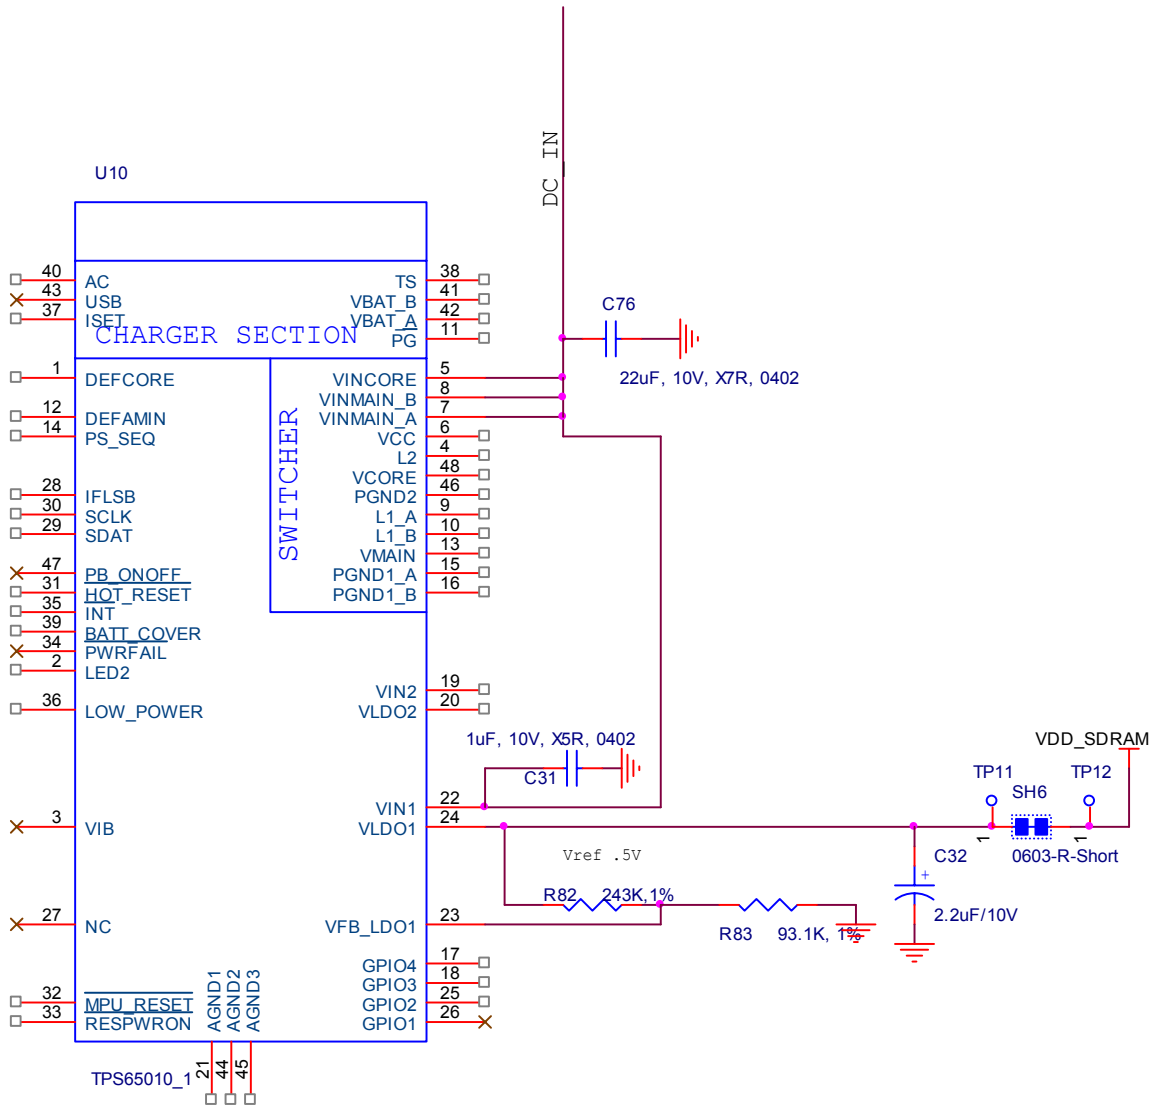 DC IN
U10
40 AC
43 USB
37 ISET
CHARGER SECTION
TS 38
VBAT_B 41
VBAT_A 42
PG 11
C76
22uF, 10V, X7R, 0402
1 DEFCORE
12 DEFAMIN
14 PS_SEQ
28 IFLSB
30 SCLK
29 SDAT
47 PB_ONOFF
31 HOT_RESET
35 INT
39 BATT_COVER
34 PWRFAIL
2 LED2
36 LOW_POWER
SWITCHER
VINCORE 5
VINMAIN_B 8
VINMAIN_A 7
VCC 6
L2 4
VCORE 48
PGND2 46
L1_A 9
L1_B 10
VMAIN 13
PGND1_A 15
PGND1_B 16
VIN2 19
VLDO2 20
1uF, 10V, X5R, 0402
C31
VIN1 22
VLDO1 24
3 VIB
27 NC
Vref .5V
R82 243K,1%
VFB_LDO1 23
R83 93.1K, 1%
VDD_SDRAM
TP11
SH6
TP12
1
1
0603-R-Short
C32
+
2.2uF/10V
GPIO4 17
GPIO3 18
GPIO2 25
GPIO1 26
32 MPU_RESET
33 RESPWRON
AGND1 21
AGND2 44
AGND3 45
TPS65010_1